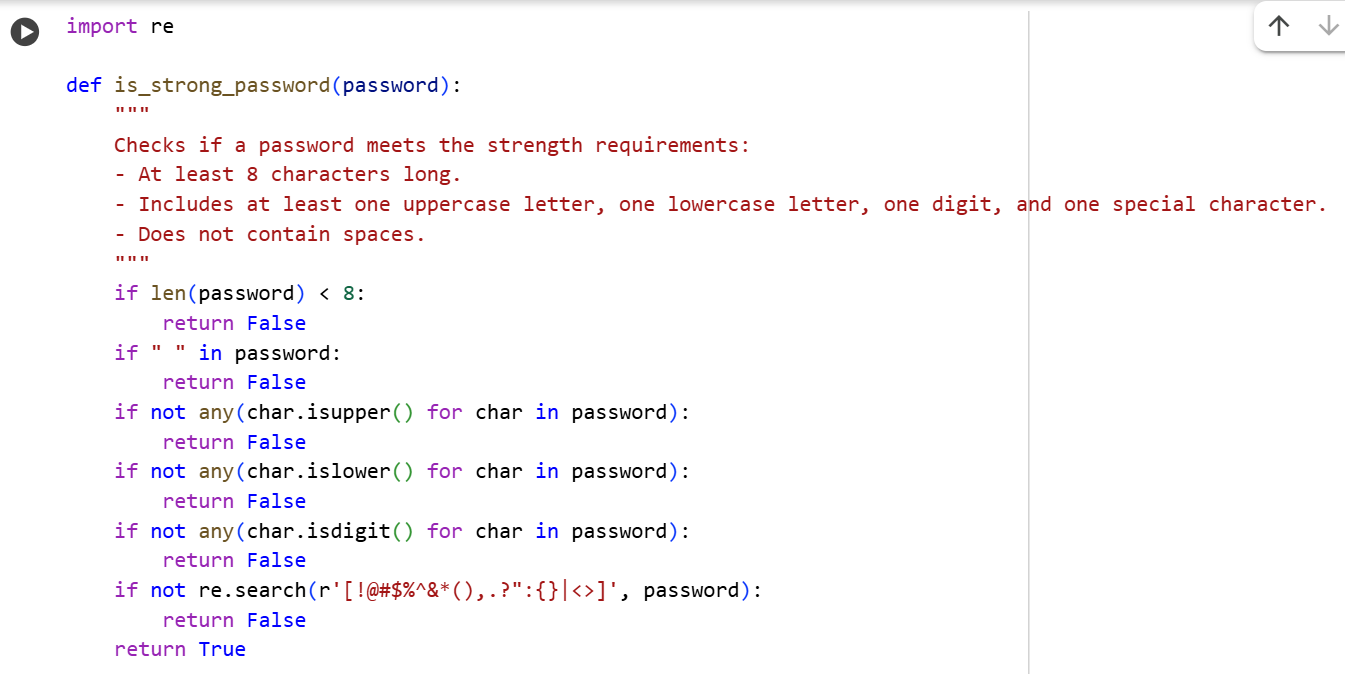 import re

def is_strong_password(password):
    """
    Checks if a password meets the strength requirements:
    - At least 8 characters long.
    - Includes at least one uppercase letter, one lowercase letter, one digit, and one special character.
    - Does not contain spaces.
    """
    if len(password) < 8:
        return False
    if " " in password:
        return False
    if not any(char.isupper() for char in password):
        return False
    if not any(char.islower() for char in password):
        return False
    if not any(char.isdigit() for char in password):
        return False
    if not re.search(r'[!@#$%^&*(),.?":{}|<>]', password):
        return False
    return True